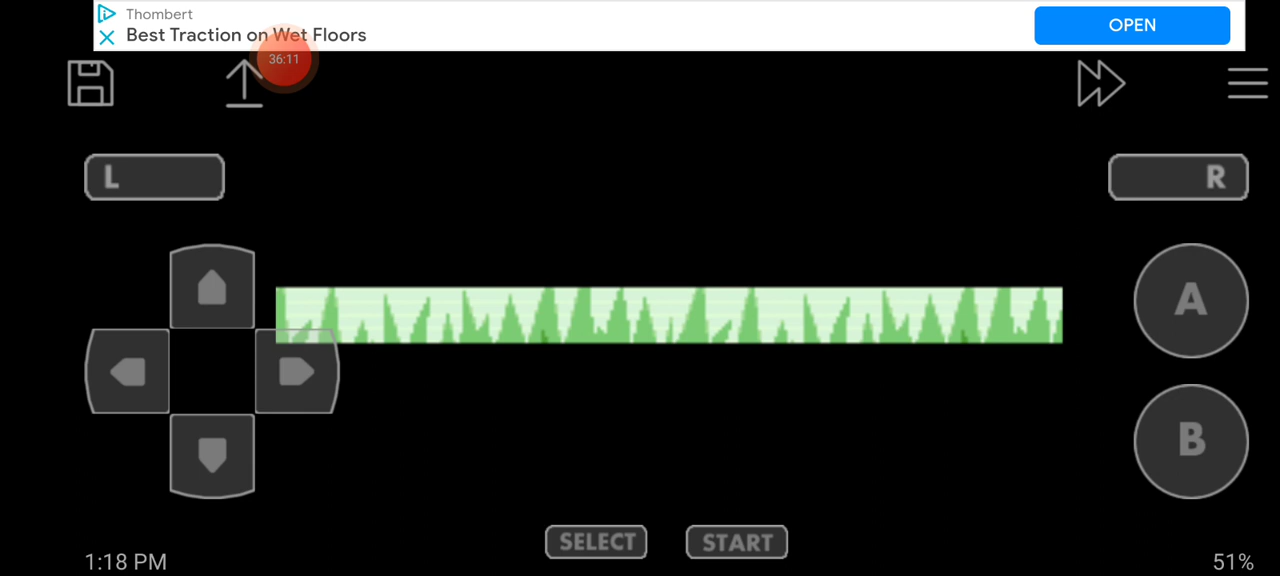 Thombert
Best Traction on Wet Floors
OPEN
36:11
L
R
A
B
SELECT
START
1:18 PM
51%